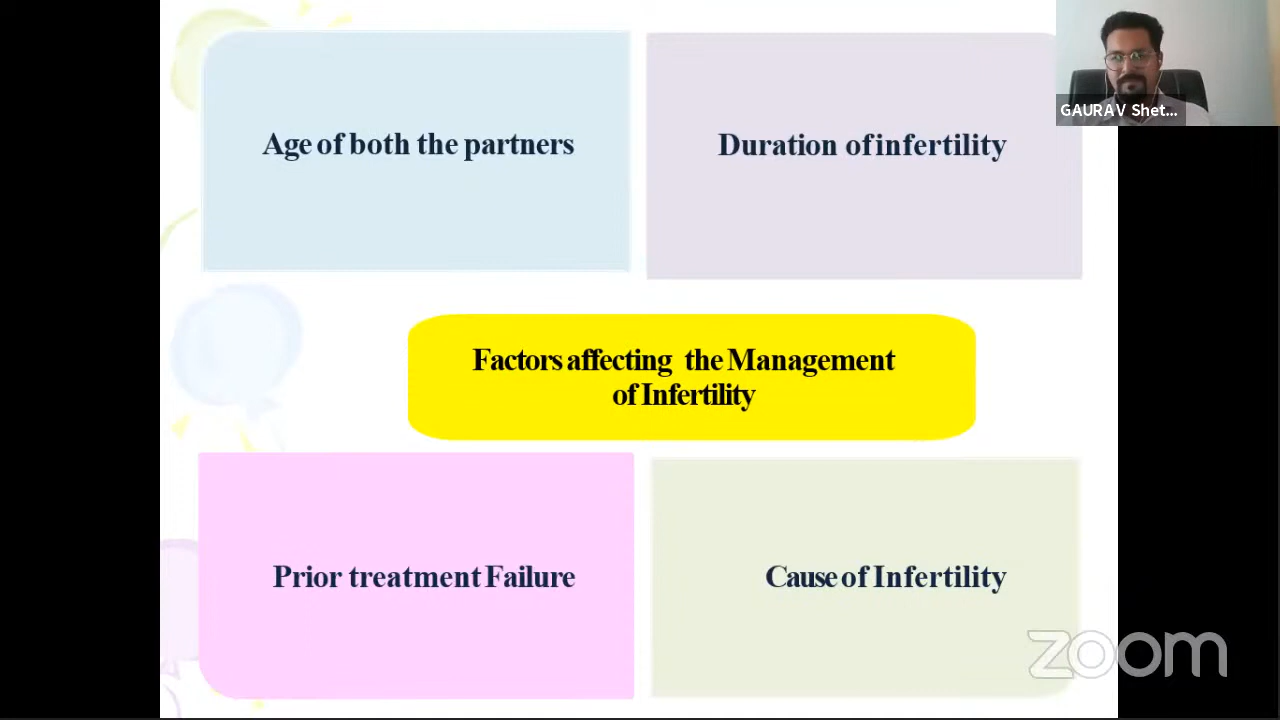 Age of both the partners
Duration of infertility
GAURAV Shet...
Factors affecting the Management
of Infertility
Prior treatment Failure
Cause of Infertility
zoom